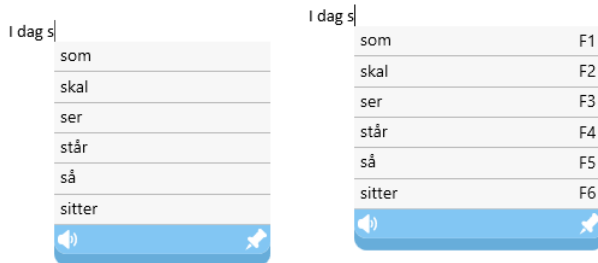 I dag s
som
skal
ser
står
så
sitter
I dag s
som F1
skal F2
ser F3
står F4
så F5
sitter F6